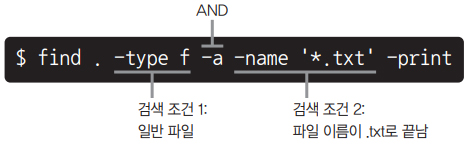 AND
$ find . -type f -a -name '*.txt' -print
검색 조건 1:
일반 파일
검색 조건 2:
파일 이름이 .txt로 끝남